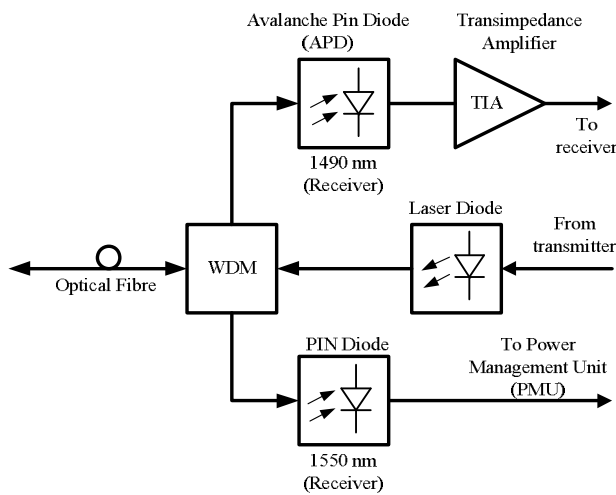 Avalanche Pin Diode
(APD)
Transimpedance
Amplifier
TIA
To
receiver
1490 nm
(Receiver)
Laser Diode
From
transmitter
WDM
Optical Fibre
PIN Diode
To Power
Management Unit
(PMU)
1550 nm
(Receiver)